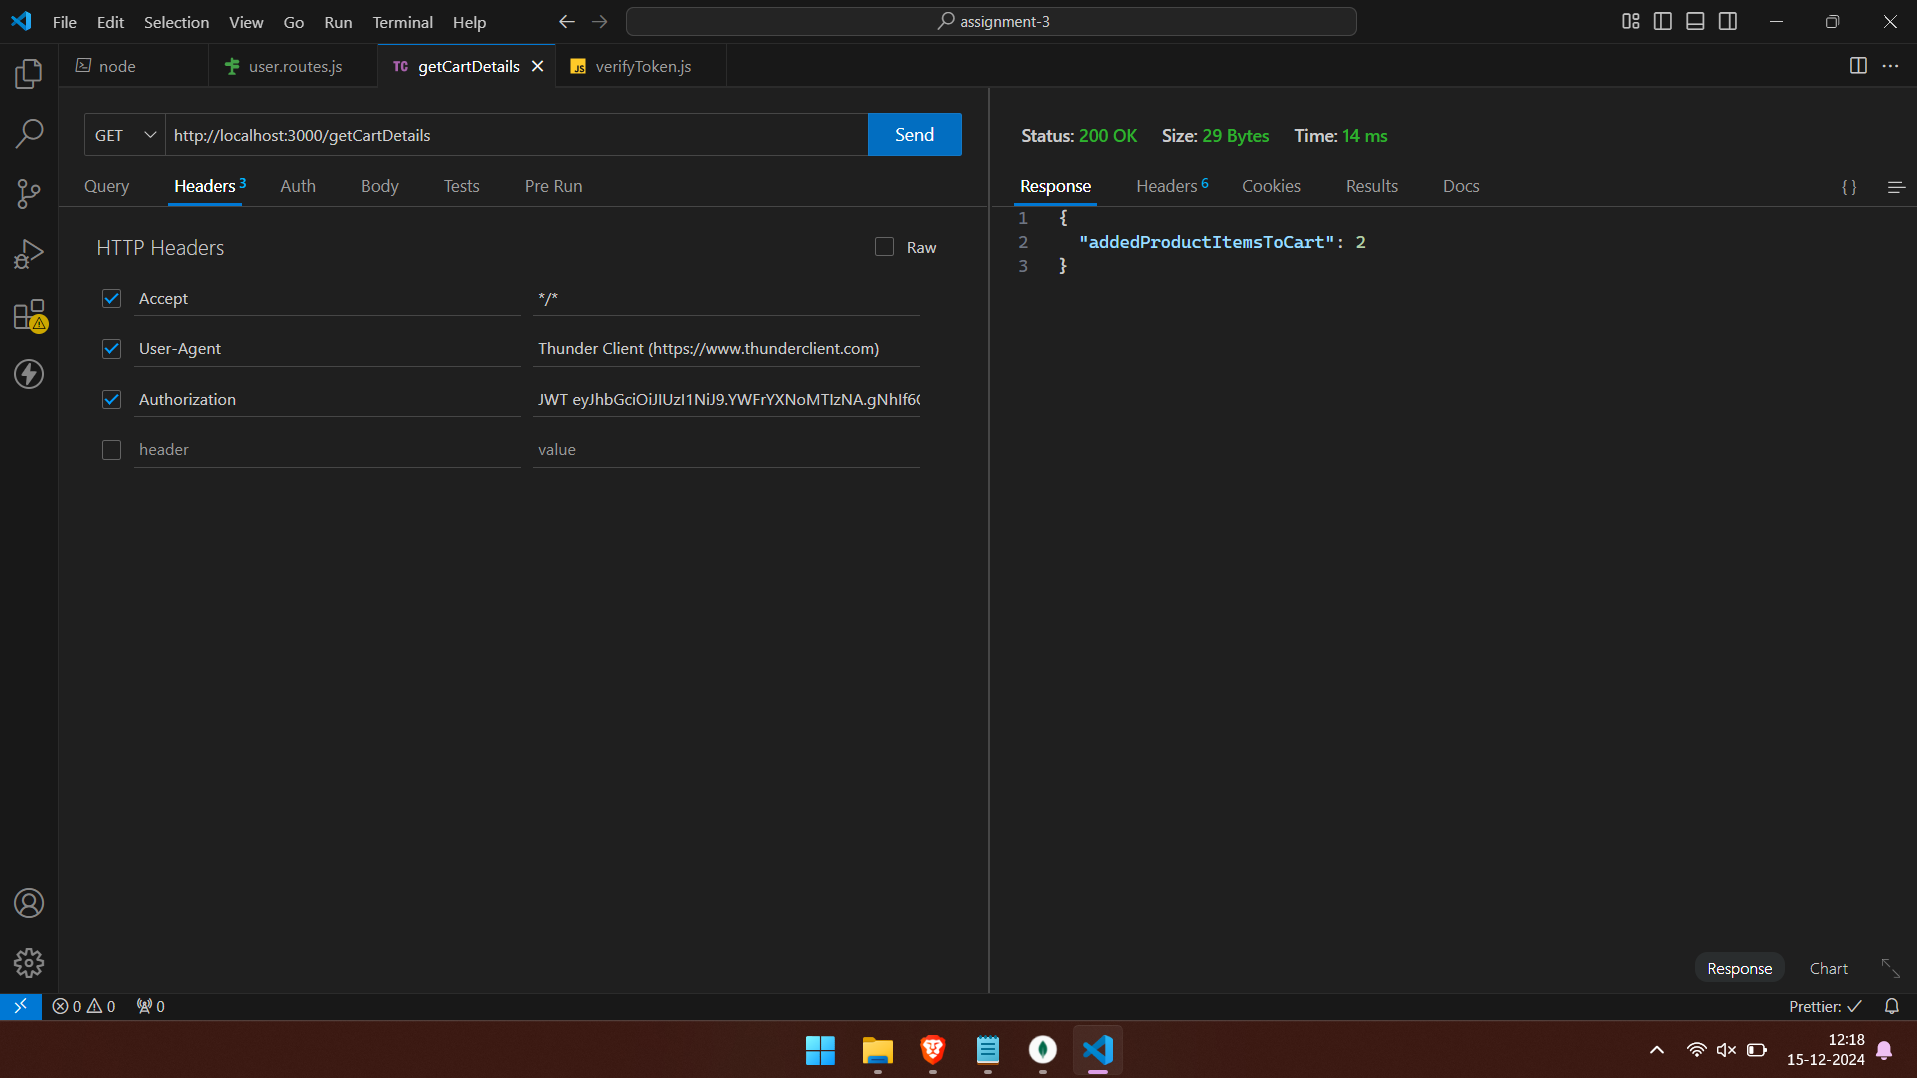 File Edit Selection View Go Run Terminal Help
assignment-3
node
user.routes.js
TC getCartDetails
JS verifyToken.js
GET
http://localhost:3000/getCartDetails
Send
Query Headers 3 Auth Body Tests Pre Run
HTTP Headers
Raw
Accept */*
User-Agent Thunder Client (https://www.thunderclient.com)
Authorization JWT eyJhbGciOiJIUzI1NiJ9.YWFrYXNoMTIzNA.gNhIf6
header value
Status: 200 OK Size: 29 Bytes Time: 14 ms
Response Headers 6 Cookies Results Docs
{}
1 {
2 "addedProductItemsToCart": 2
3 }
Response Chart
0 0 0
Prettier:
12:18
15-12-2024